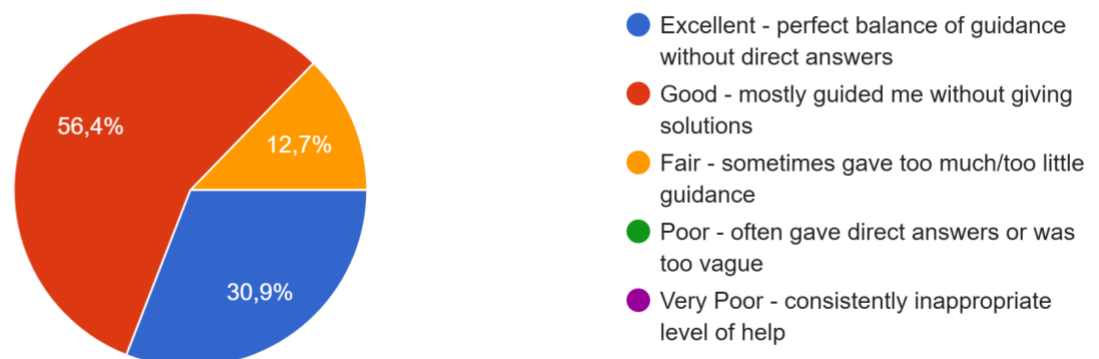 56,4%
12,7%
30,9%
Excellent - perfect balance of guidance
without direct answers
Good - mostly guided me without giving
solutions
Fair - sometimes gave too much/too little
guidance
Poor - often gave direct answers or was
too vague
Very Poor - consistently inappropriate
level of help